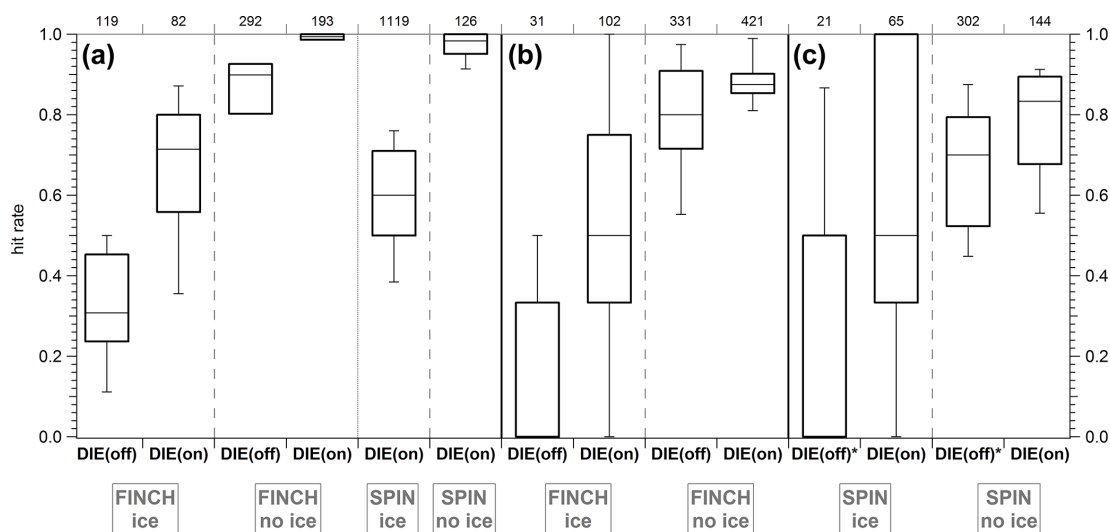 119 82 292 193 1119 126 31 102 331 421 21 65 302 144
1.0 (a) (b) (c) 1.0
0.8 0.8
0.6 0.6
hit rate
0.4 0.4
0.2 0.2
0.0 0.0
DIE(off) DIE(on) DIE(off) DIE(on) DIE(on) DIE(on) DIE(off) DIE(on) DIE(off) DIE(on) DIE(off)* DIE(on) DIE(off)* DIE(on)
FINCH FINCH SPIN SPIN FINCH FINCH SPIN SPIN
ice no ice ice no ice ice no ice ice no ice